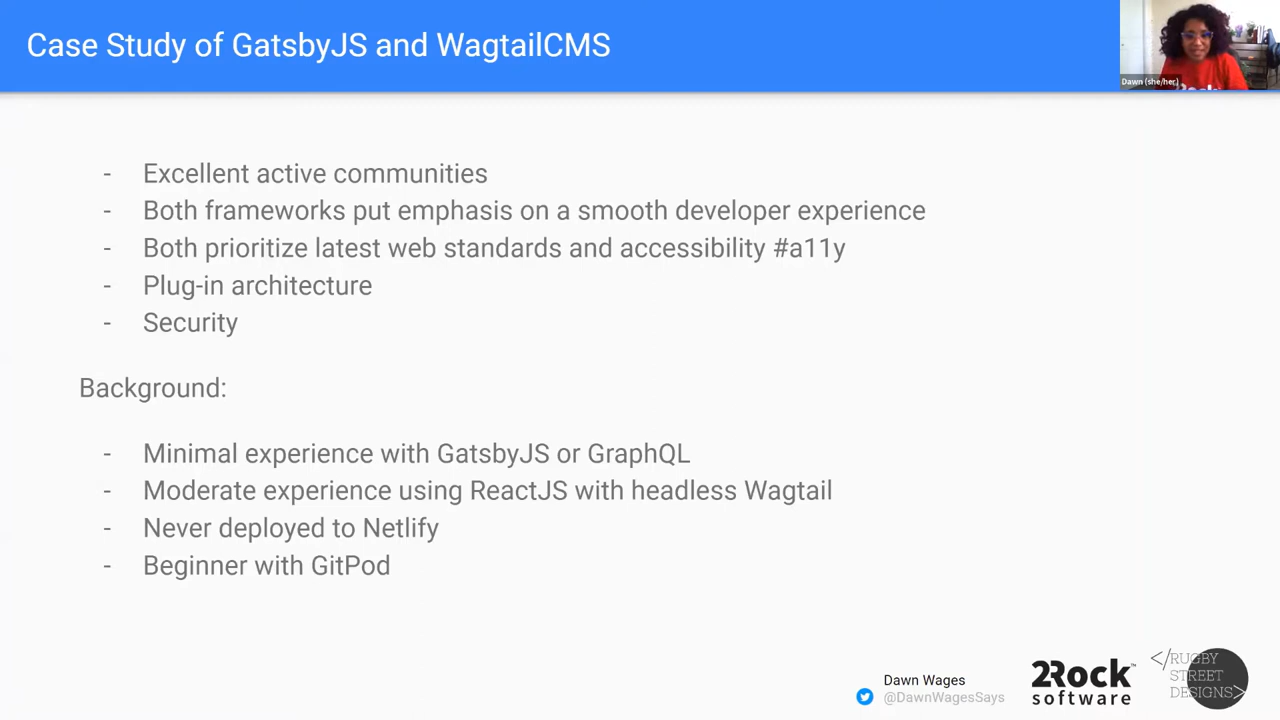 Case Study of GatsbyJS and WagtailCMS
Dawn (she/her)
- Excellent active communities
- Both frameworks put emphasis on a smooth developer experience
- Both prioritize latest web standards and accessibility #a11y
- Plug-in architecture
- Security
Background:
- Minimal experience with GatsbyJS or GraphQL
- Moderate experience using ReactJS with headless Wagtail
- Never deployed to Netlify
- Beginner with GitPod
Dawn Wages
@DawnWagesSays
2Rock™
software
</RUGBY
STREET
DESIGNS>